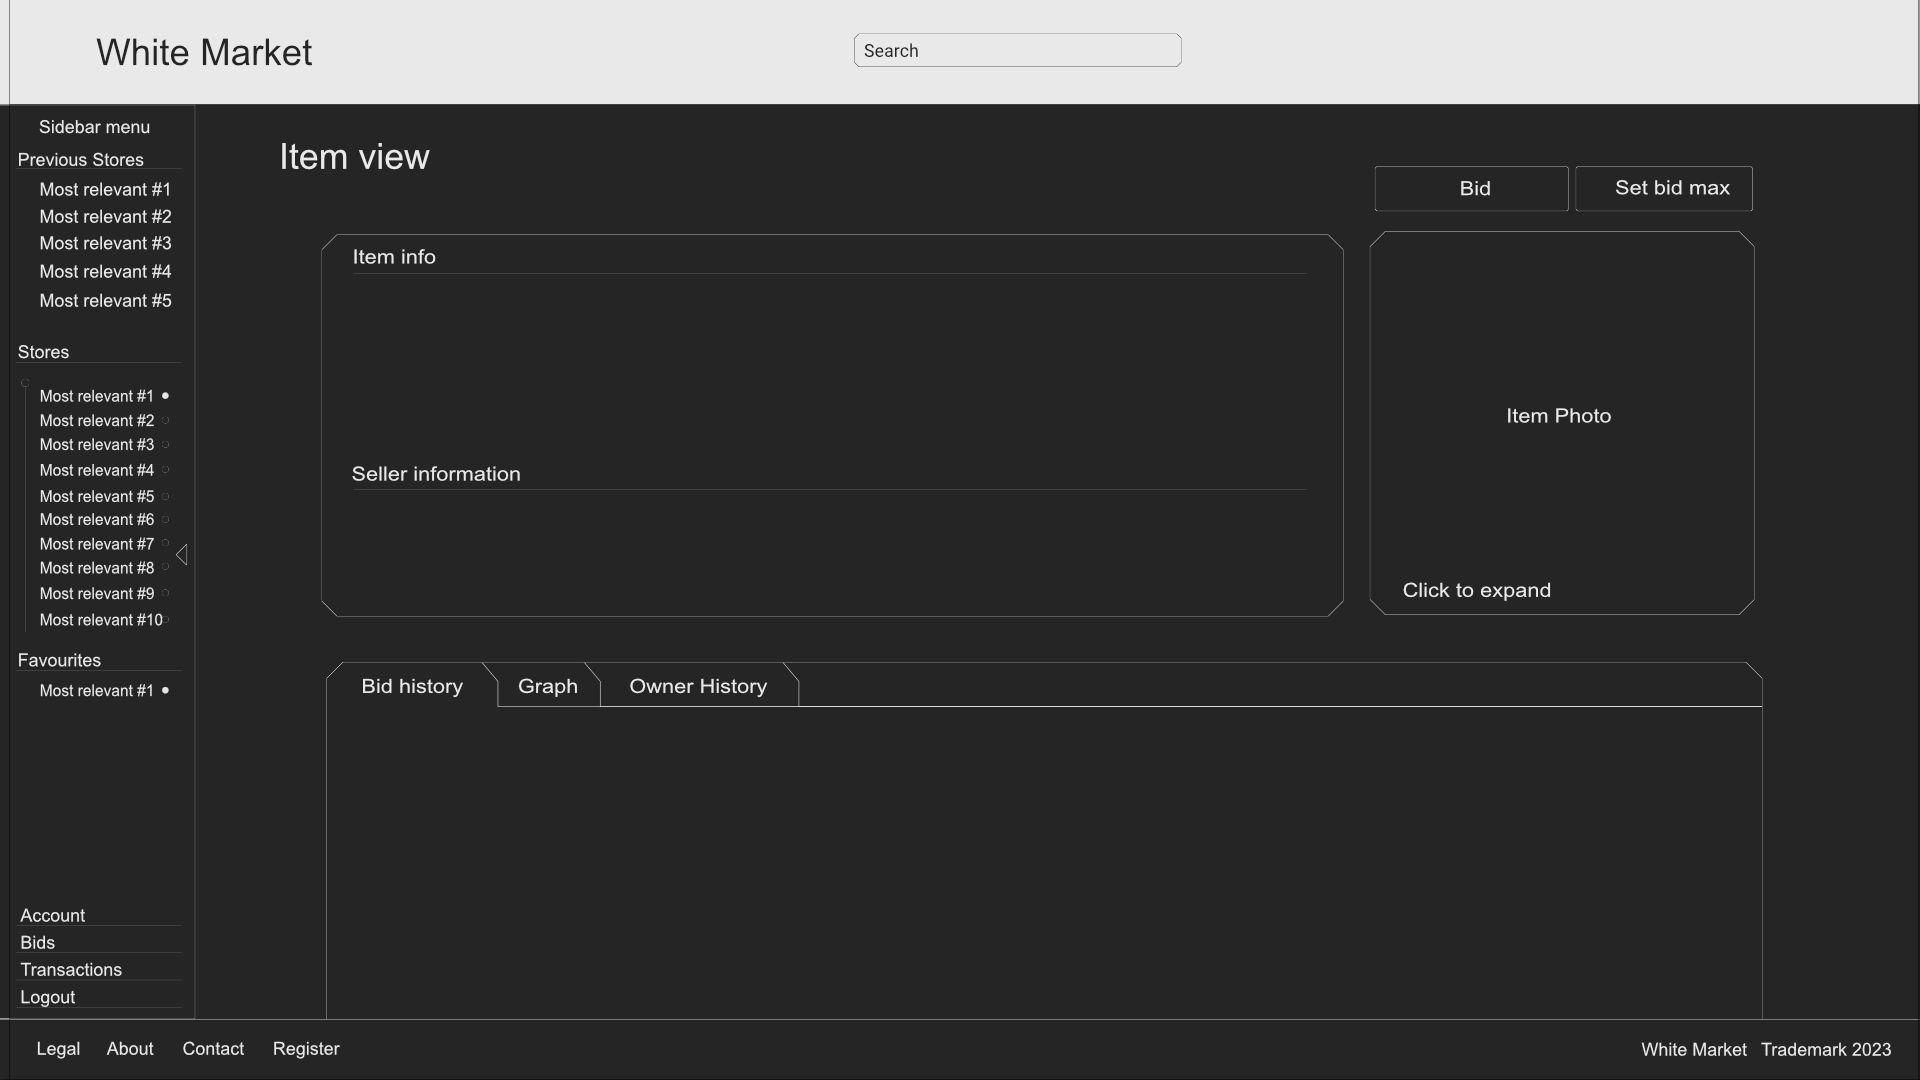 White Market
Search
Sidebar menu
Previous Stores
Most relevant #1
Most relevant #2
Most relevant #3
Most relevant #4
Most relevant #5
Stores
Most relevant #1
Most relevant #2
Most relevant #3
Most relevant #4
Most relevant #5
Most relevant #6
Most relevant #7
Most relevant #8
Most relevant #9
Most relevant #10
Favourites
Most relevant #1
Account
Bids
Transactions
Logout
Item view
Bid
Set bid max
Item info
Seller information
Item Photo
Click to expand
Bid history
Graph
Owner History
Legal
About
Contact
Register
White Market
Trademark 2023